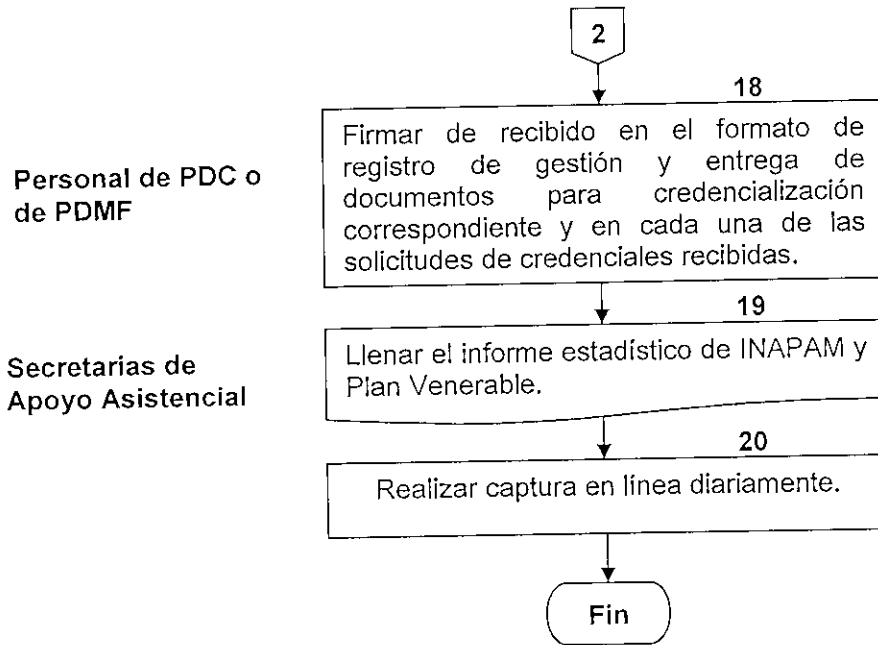 2
18
Personal de PDC o
de PDMF
Firmar de recibido en el formato de
registro de gestión y entrega de
documentos para credencialización
correspondiente y en cada una de las
solicitudes de credenciales recibidas.
19
Secretarias de
Apoyo Asistencial
Llenar el informe estadístico de INAPAM y
Plan Venerable.
20
Realizar captura en línea diariamente.
Fin